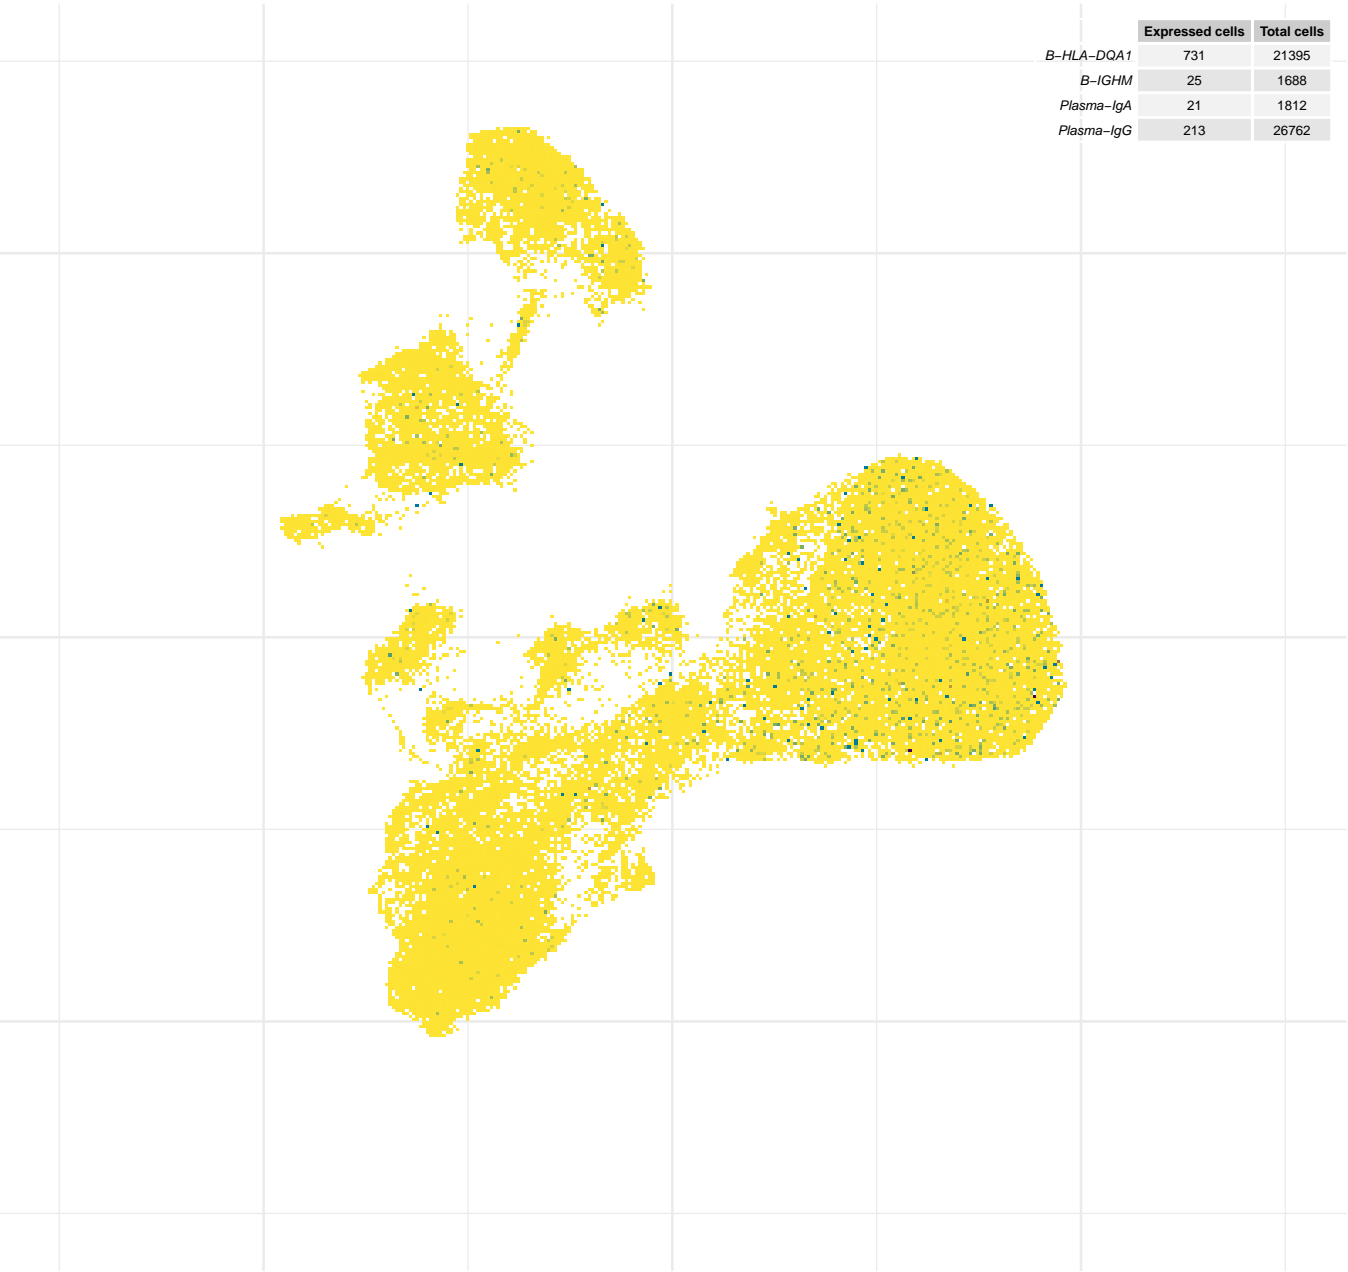 Expressed cells Total cells
B−HLA−DQA1 731 21395
B−IGHM 25 1688
Plasma−IgA 21 1812
Plasma−IgG 213 26762